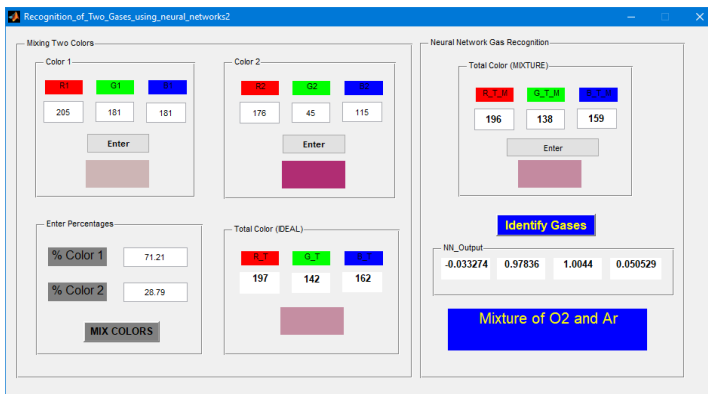 Recognition_of_Two_Gases_using_neural_networks2
Mixing Two Colors
Color 1
R1 G1 B1
205 181 181
Enter
Color 2
R2 G2 B2
176 45 115
Enter
Enter Percentages
% Color 1 71.21
% Color 2 28.79
MIX COLORS
Total Color (IDEAL)
R_T G_T B_T
197 142 162
Neural Network Gas Recognition
Total Color (MIXTURE)
R_T_M G_T_M B_T_M
196 138 159
Enter
Identify Gases
NN_Output
-0.033274 0.97836 1.0044 0.050529
Mixture of O2 and Ar